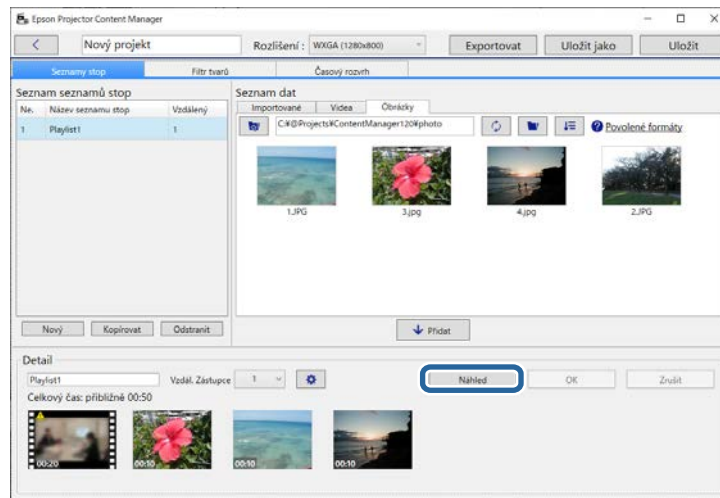 Epson Projector Content Manager
Nový projekt Rozlišení : WXGA (1280x800) Exportovat Uložit jako Uložit
Seznamy stop Filtr tvarů Časový rozvrh
Seznam seznamů stop
Ne. Název seznamu stop Vzdálený
1 Playlist1 1
Nový Kopírovat Odstranit
Seznam dat
Importované Videa Obrázky
C:¥@Projects¥ContentManager120¥photo Povolené formáty
1.JPG 3.jpg 4.jpg 2.JPG
Přidat
Detail
Playlist1 Vzdál. Zástupce 1 Náhled OK Zrušit
Celkový čas: přibližně 00:50
00:20 00:10 00:10 00:10